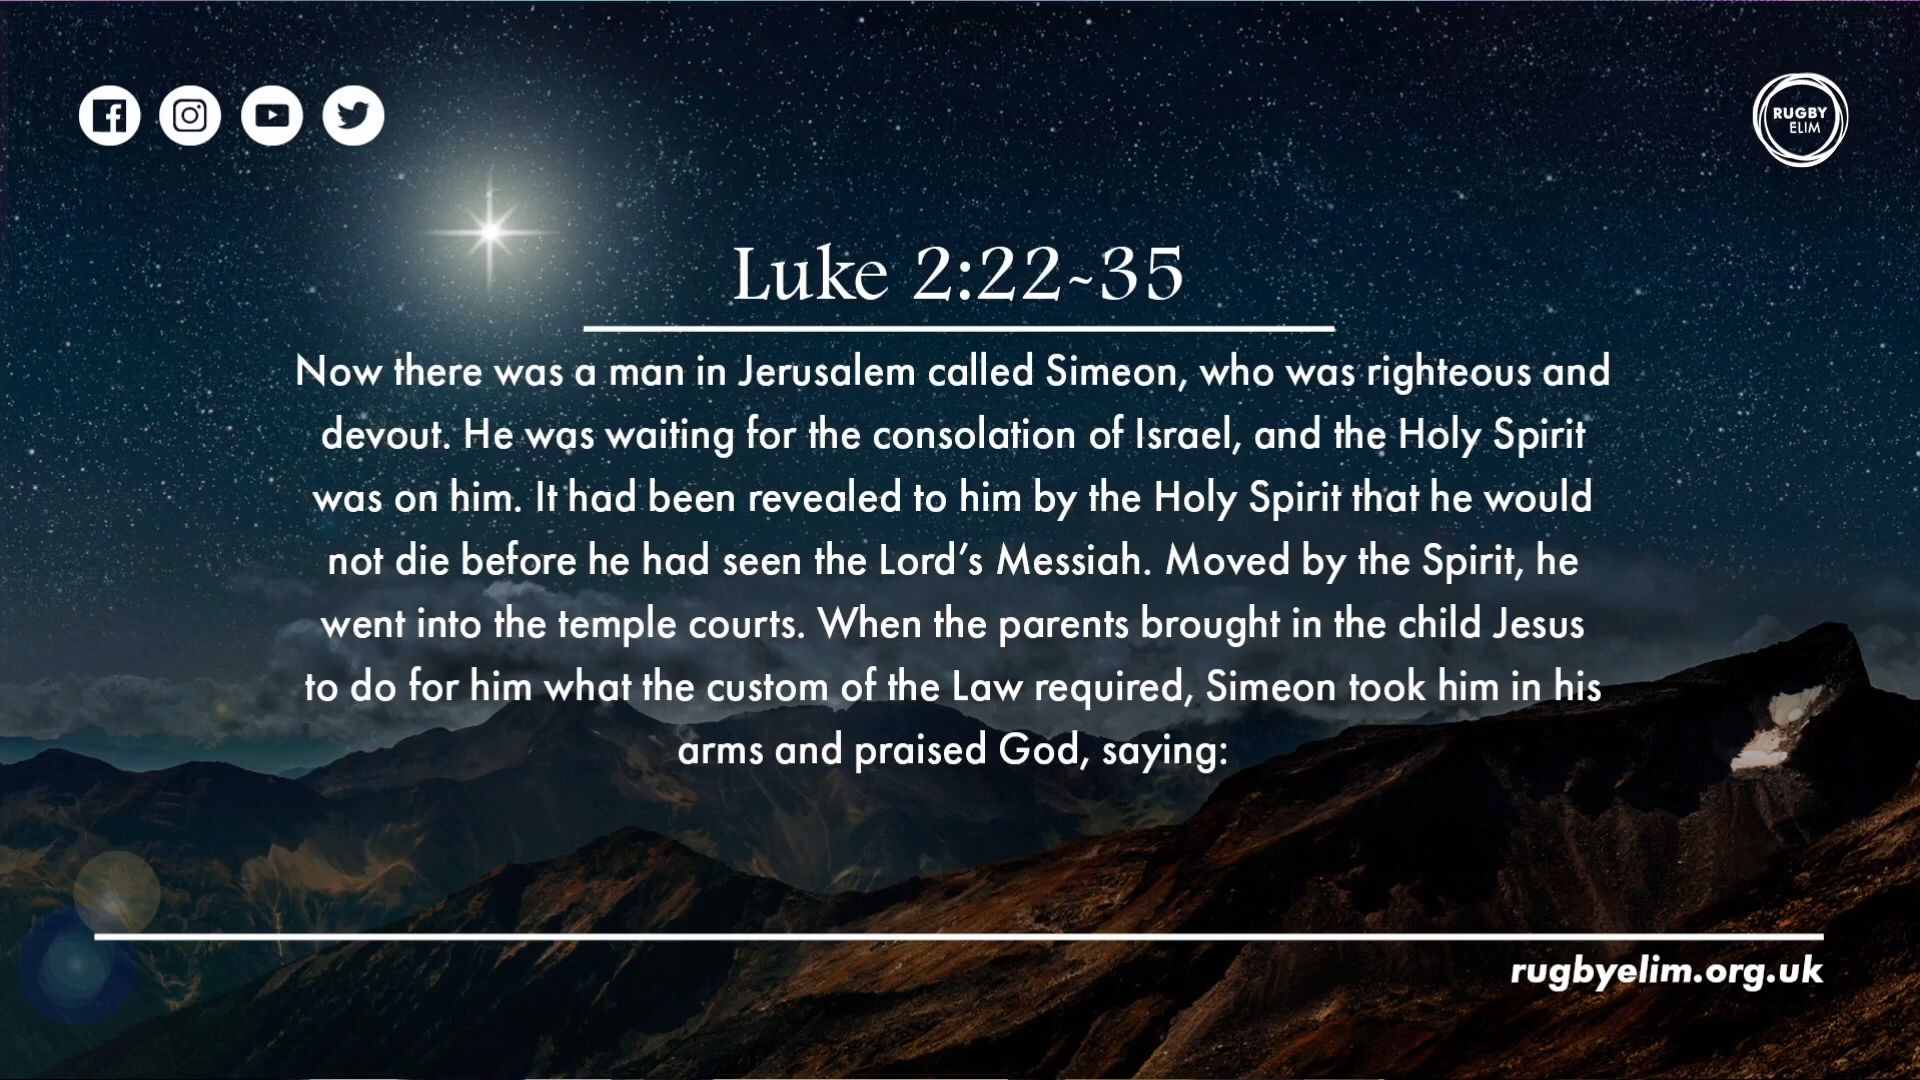 RUGBY
ELIM
Luke 2:22-35
Now there was a man in Jerusalem called Simeon, who was righteous and
devout. He was waiting for the consolation of Israel, and the Holy Spirit
was on him. It had been revealed to him by the Holy Spirit that he would
not die before he had seen the Lord’s Messiah. Moved by the Spirit, he
went into the temple courts. When the parents brought in the child Jesus
to do for him what the custom of the Law required, Simeon took him in his
arms and praised God, saying:
rugbyelim.org.uk